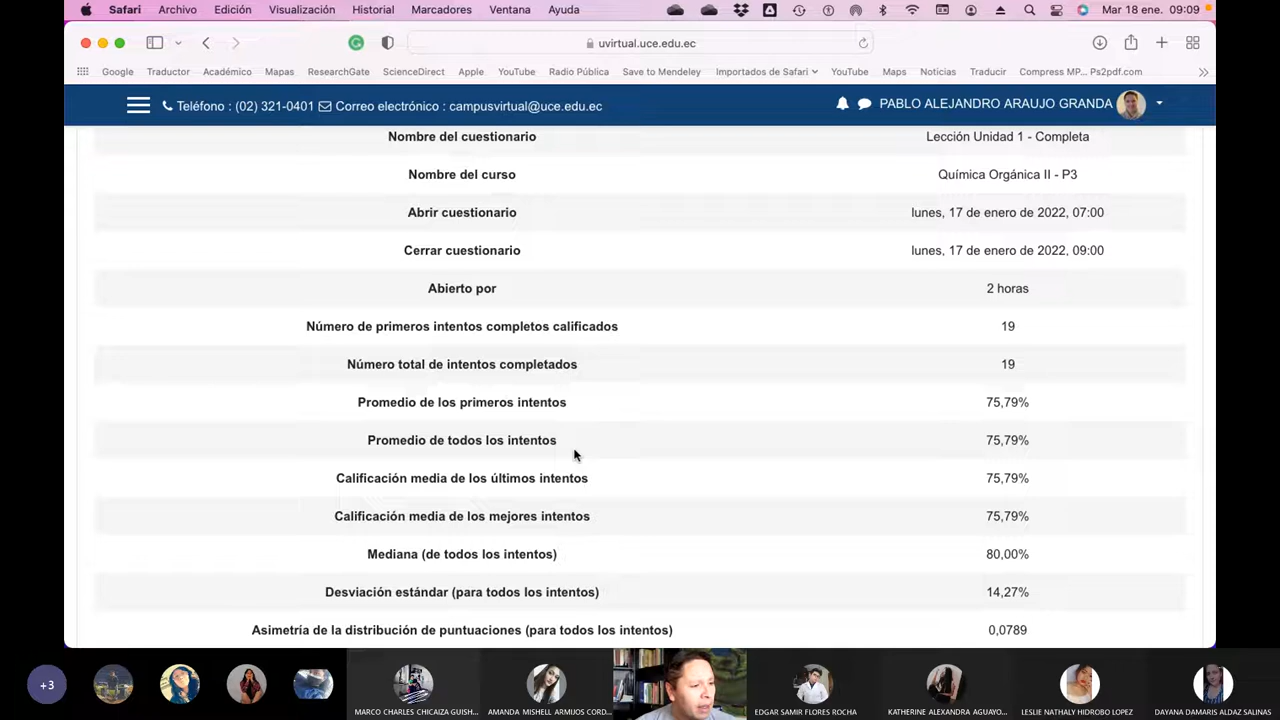 Safari Archivo Edición Visualización Historial Marcadores Ventana Ayuda Mar 18 ene. 09:09
uvirtual.uce.edu.ec
Google Traductor Académico Mapas ResearchGate ScienceDirect Apple YouTube Radio Pública Save to Mendeley Importados de Safari YouTube Maps Noticias Traducir Compress MP... Ps2pdf.com
Teléfono : (02) 321-0401 Correo electrónico : campusvirtual@uce.edu.ec PABLO ALEJANDRO ARAUJO GRANDA
Nombre del cuestionario Lección Unidad 1 - Completa
Nombre del curso Química Orgánica II - P3
Abrir cuestionario lunes, 17 de enero de 2022, 07:00
Cerrar cuestionario lunes, 17 de enero de 2022, 09:00
Abierto por 2 horas
Número de primeros intentos completos calificados 19
Número total de intentos completados 19
Promedio de los primeros intentos 75,79%
Promedio de todos los intentos 75,79%
Calificación media de los últimos intentos 75,79%
Calificación media de los mejores intentos 75,79%
Mediana (de todos los intentos) 80,00%
Desviación estándar (para todos los intentos) 14,27%
Asimetría de la distribución de puntuaciones (para todos los intentos) 0,0789
+3 MARCO CHARLES CHICAIZA GUISH... AMANDA MISHELL ARMIJOS CORD... EDGAR SAMIR FLORES ROCHA KATHERINE ALEXANDRA AGUAYO... LESLIE NATHALY HIDROBO LOPEZ DAYANA DAMARIS ALDAZ SALINAS